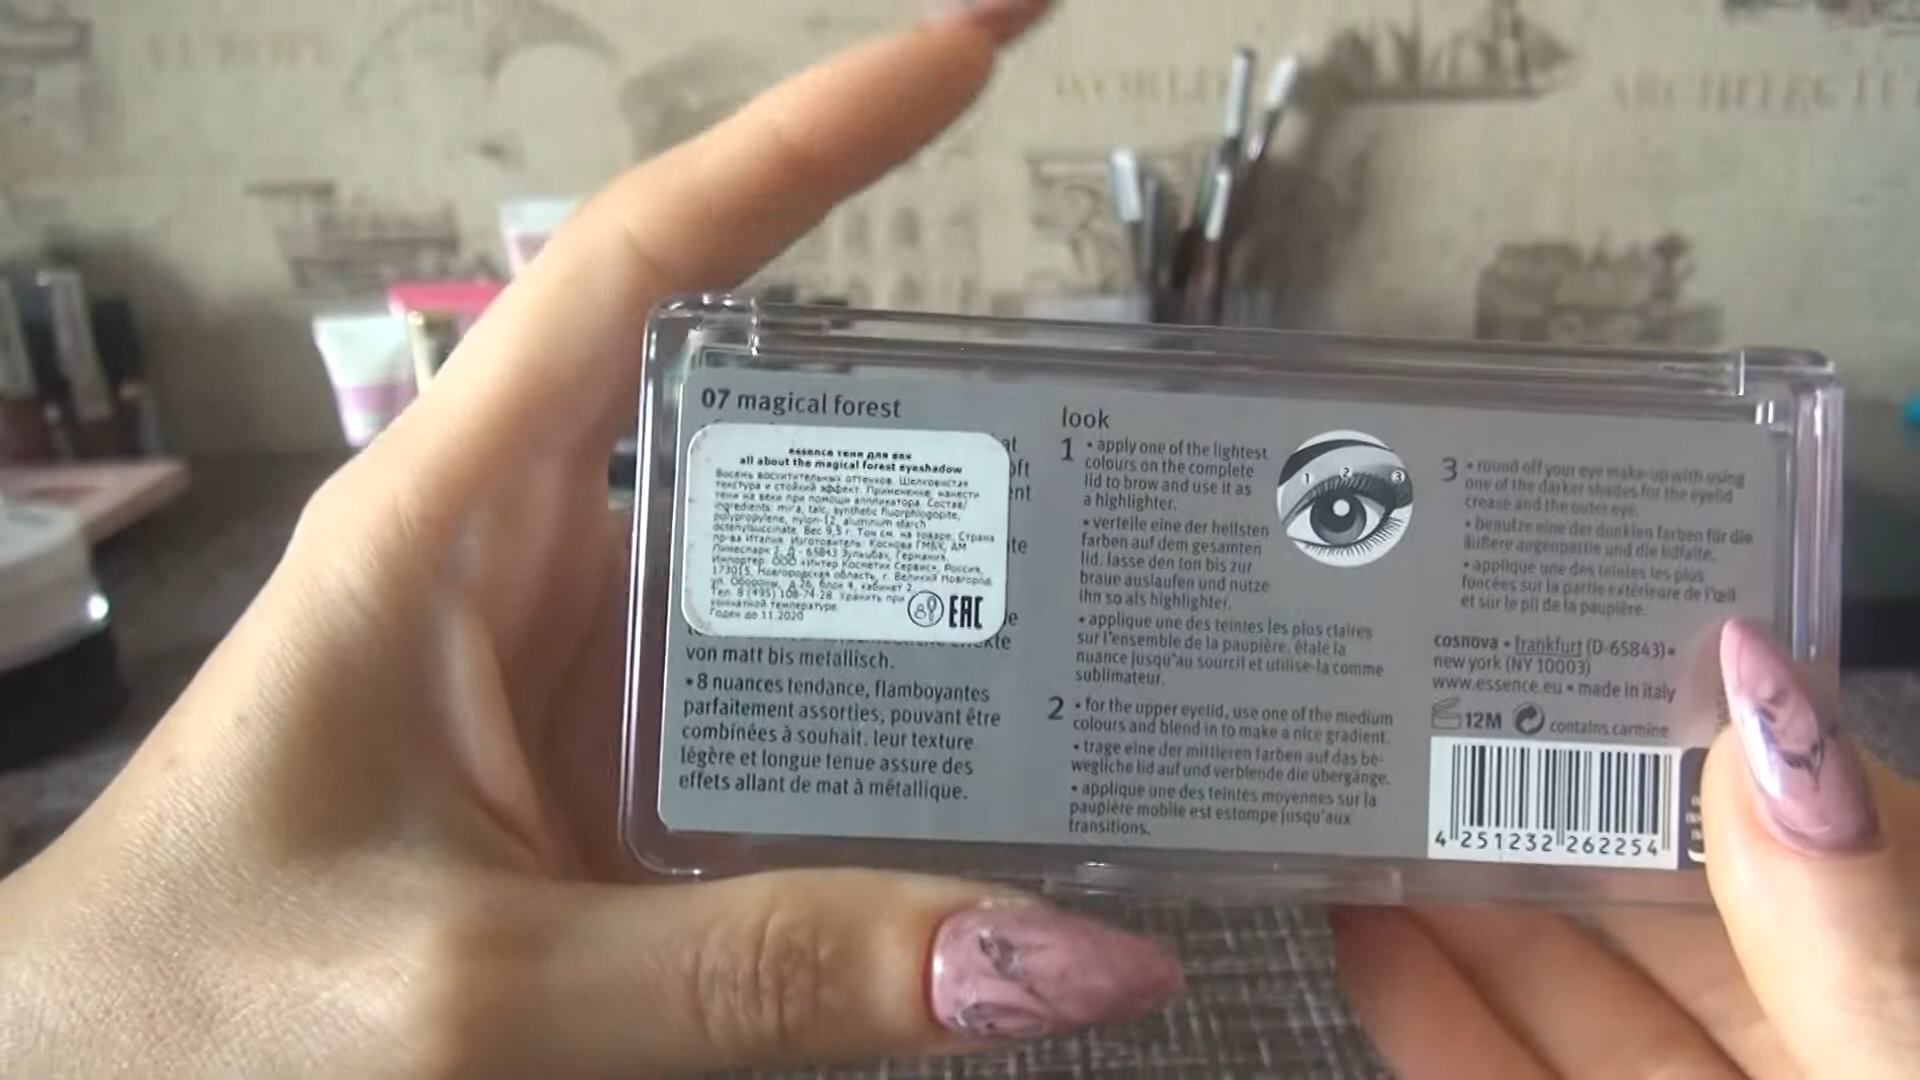 EUROPE
WORLD
ARCHITECTU
07 magical forest
at
oft
ent
te
e
essence тени для век
all about the magical forest eyeshadow
Восемь восхитительных оттенков. Шелковистая
текстура и стойкий эффект. Применение: нанести
тени на веки при помощи аппликатора. Состав/
ingredients: mica, talc, synthetic fluorphlogopite,
polypropylene, nylon-12, aluminum starch
octenylsuccinate. Вес 9,5 г. Тон см. на товаре. Страна
пр-ва Италия. Изготовитель: Коснова ГМБХ, АМ
Лимеспарк 2, Д - 65843 Зульцбах, Германия.
Импортер: ООО «Интер Косметик Сервис», Россия,
173015, Новгородская область, г. Великий Новгород,
ул. Обороны, д 26, блок 4, кабинет 2.
Тел. 8 (495) 108-74-28. Хранить при
комнатной температуре.
Годен до 11.2020
EAC
von matt bis metallisch.
• 8 nuances tendance, flamboyantes
parfaitement assorties, pouvant être
combinées à souhait. leur texture
légère et longue tenue assure des
effets allant de mat à métallique.
look
1 • apply one of the lightest
colours on the complete
lid to brow and use it as
a highlighter.
• verteile eine der hellsten
farben auf dem gesamten
lid. lasse den ton bis zur
braue auslaufen und nutze
ihn so als highlighter.
• applique une des teintes les plus claires
sur l'ensemble de la paupière. étale la
nuance jusqu'au sourcil et utilise-la comme
sublimateur.
2 • for the upper eyelid, use one of the medium
colours and blend in to make a nice gradient.
• trage eine der mittleren farben auf das be-
wegliche lid auf und verblende die übergänge.
• applique une des teintes moyennes sur la
paupière mobile est estompe jusqu'aux
transitions.
1 2 3
3 • round off your eye make-up with using
one of the darker shades for the eyelid
crease and the outer eye.
• benutze eine der dunklen farben für die
äußere augenpartie und die lidfalte.
• applique une des teintes les plus
foncées sur la partie extérieure de l'œil
et sur le pli de la paupière.
cosnova • frankfurt (D-65843) •
new york (NY 10003)
www.essence.eu • made in italy
12M contains carmine
4 251232 262254